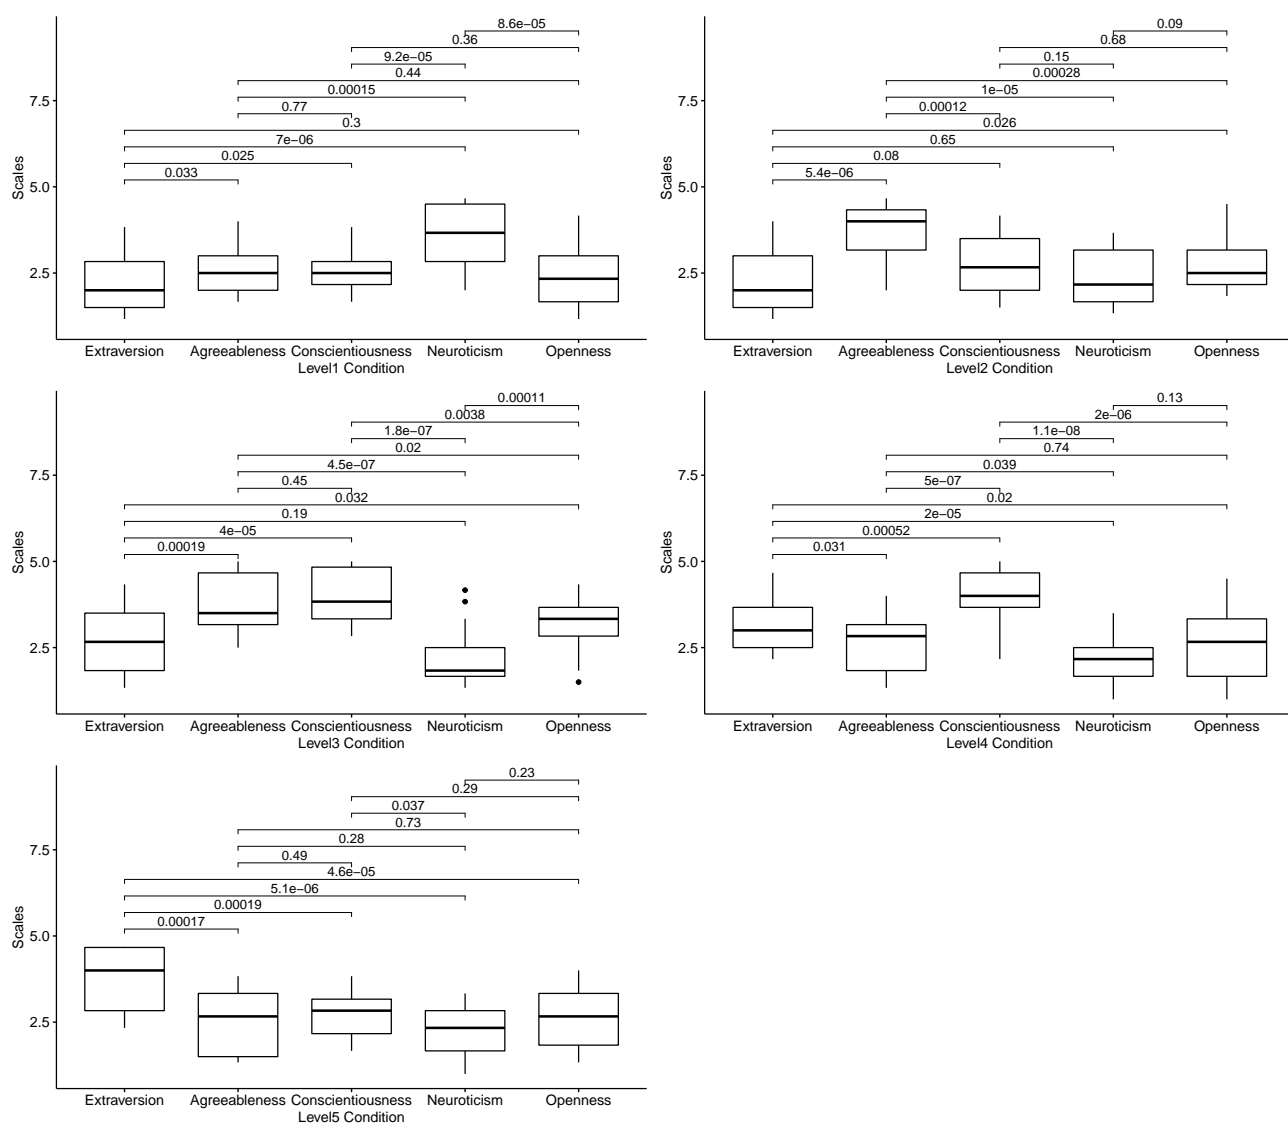 8.6e−05
0.36
9.2e−05
0.44
0.00015
0.77
0.3
7e−06
0.025
0.033
7.5
5.0
2.5
Scales
Extraversion Agreeableness Conscientiousness Neuroticism Openness
Level1 Condition
0.09
0.68
0.15
0.00028
1e−05
0.00012
0.026
0.65
0.08
5.4e−06
7.5
5.0
2.5
Scales
Extraversion Agreeableness Conscientiousness Neuroticism Openness
Level2 Condition
0.00011
0.0038
1.8e−07
0.02
4.5e−07
0.45
0.032
0.19
4e−05
0.00019
7.5
5.0
2.5
Scales
Extraversion Agreeableness Conscientiousness Neuroticism Openness
Level3 Condition
0.13
2e−06
1.1e−08
0.74
0.039
5e−07
0.02
2e−05
0.00052
0.031
7.5
5.0
2.5
Scales
Extraversion Agreeableness Conscientiousness Neuroticism Openness
Level4 Condition
0.23
0.29
0.037
0.73
0.28
0.49
4.6e−05
5.1e−06
0.00019
0.00017
7.5
5.0
2.5
Scales
Extraversion Agreeableness Conscientiousness Neuroticism Openness
Level5 Condition